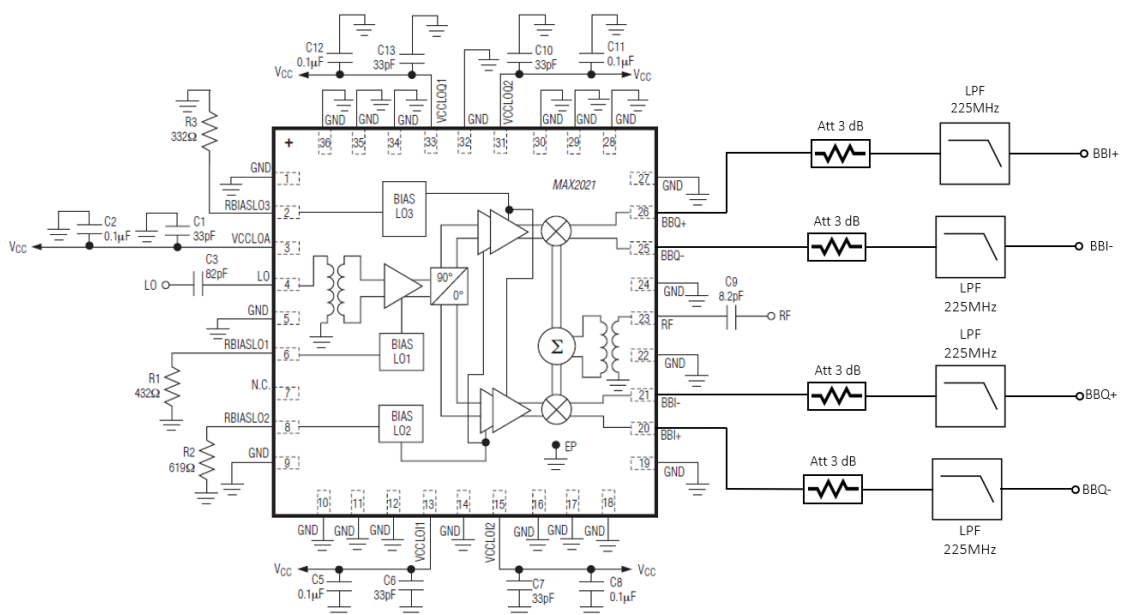 C12
0.1µF
C13
33pF
C10
33pF
C11
0.1µF
VCC
VCC
VCCLOQ1
GND
VCCLOQ2
GND
GND
GND
GND
GND
GND
36
35
34
33
32
31
30
29
28
R3
332Ω
+
MAX2021
GND
1
RBIASLO3
2
BIAS
LO3
C2
0.1µF
C1
33pF
VCC
VCCLOA
3
C3
82pF
LO
LO
4
90°
0°
GND
5
RBIASLO1
6
BIAS
LO1
R1
432Ω
N.C.
7
RBIASLO2
8
BIAS
LO2
R2
619Ω
GND
9
Σ
EP
27
GND
26
BBQ+
25
BBQ-
24
GND
C9
8.2pF
23
RF
RF
22
GND
21
BBI-
20
BBI+
19
GND
10
11
12
13
14
15
16
17
18
GND
GND
GND
VCCLOI1
GND
VCCLOI2
GND
GND
GND
VCC
VCC
C5
0.1µF
C6
33pF
C7
33pF
C8
0.1µF
Att 3 dB
LPF
225MHz
BBI+
Att 3 dB
BBI-
LPF
225MHz
LPF
225MHz
Att 3 dB
BBQ+
Att 3 dB
BBQ-
LPF
225MHz